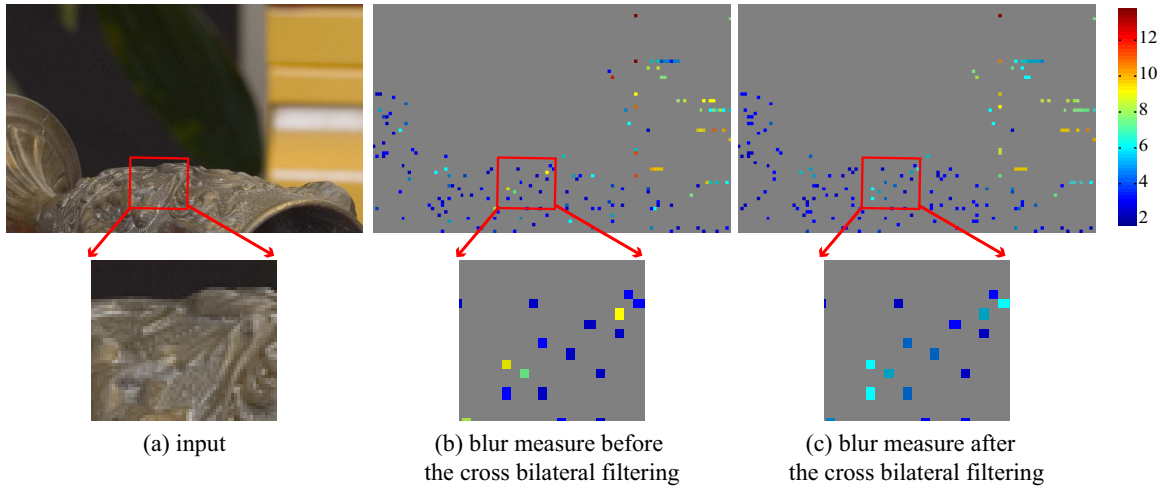 12
10
8
6
4
2
(a) input
(b) blur measure before
the cross bilateral filtering
(c) blur measure after
the cross bilateral filtering